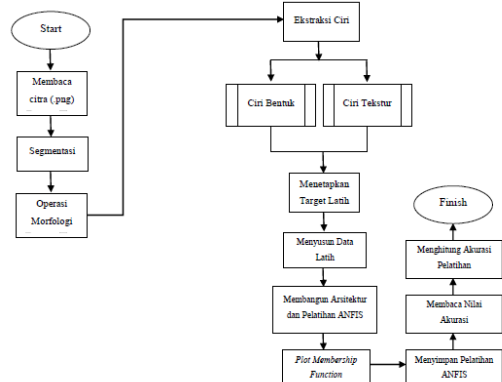 Start
Membaca
citra (.png)
Segmentasi
Operasi
Morfologi
Ekstraksi Ciri
Ciri Bentuk
Ciri Tekstur
Menetapkan
Target Latih
Menyusun Data
Latih
Membangun Arsitektur
dan Pelatihan ANFIS
Plot Membership
Function
Menyimpan Pelatihan
ANFIS
Membaca Nilai
Akurasi
Menghitung Akurasi
Pelatihan
Finish